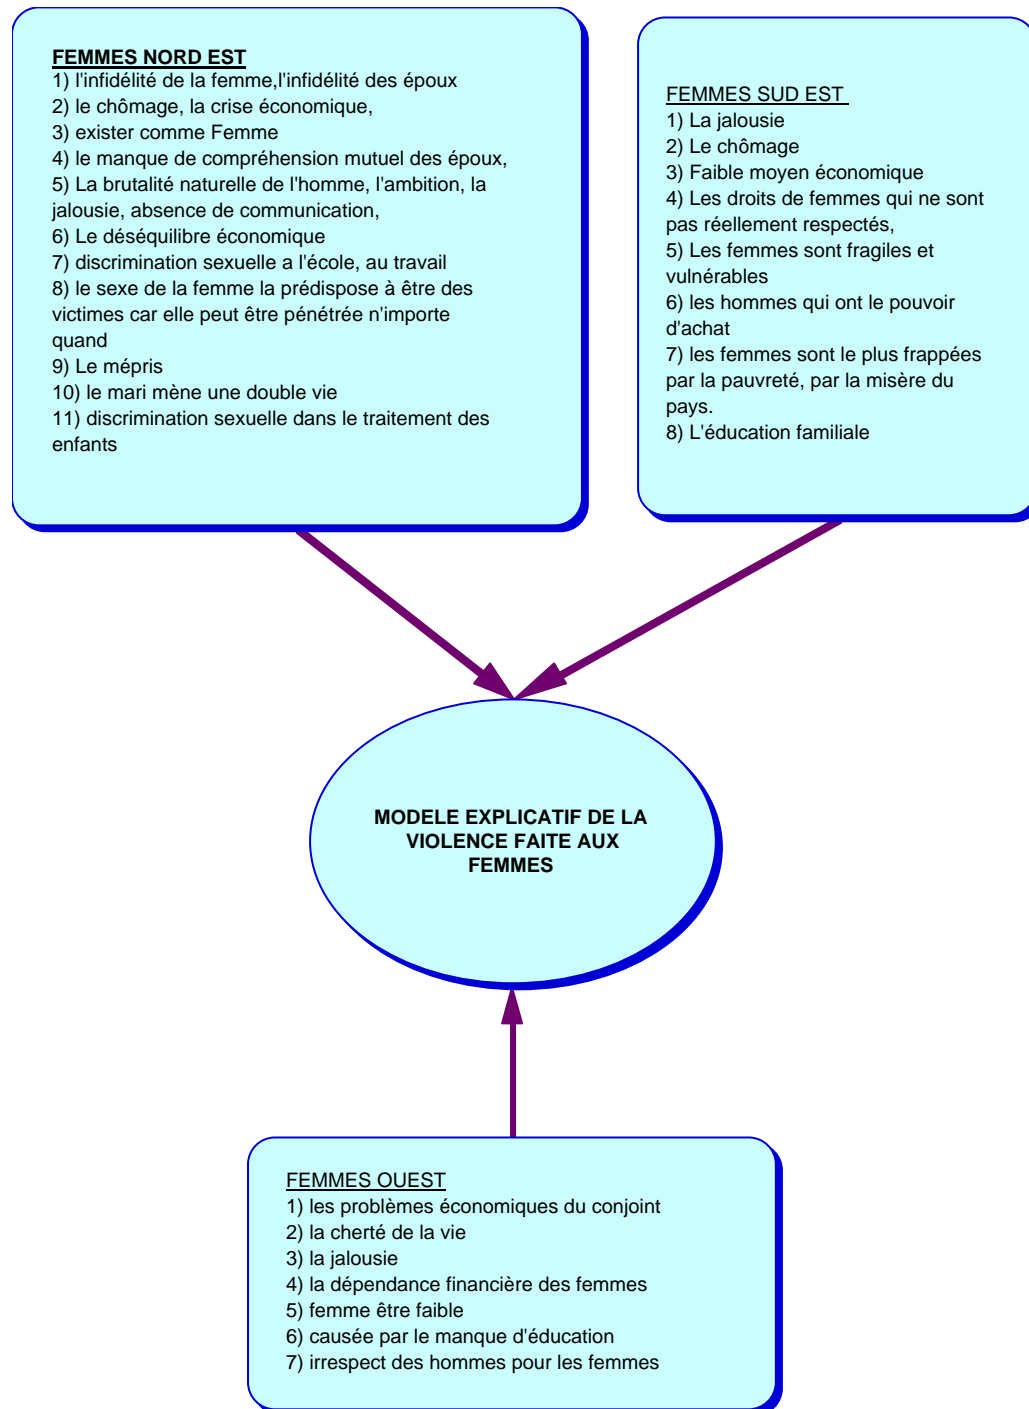 FEMMES NORD EST
1) l'infidélité de la femme,l'infidélité des époux
2) le chômage, la crise économique,
3) exister comme Femme
4) le manque de compréhension mutuel des époux,
5) La brutalité naturelle de l'homme, l'ambition, la
jalousie, absence de communication,
6) Le déséquilibre économique
7) discrimination sexuelle a l'école, au travail
8) le sexe de la femme la prédispose à être des
victimes car elle peut être pénétrée n'importe
quand
9) Le mépris
10) le mari mène une double vie
11) discrimination sexuelle dans le traitement des
enfants
FEMMES SUD EST
1) La jalousie
2) Le chômage
3) Faible moyen économique
4) Les droits de femmes qui ne sont
pas réellement respectés,
5) Les femmes sont fragiles et
vulnérables
6) les hommes qui ont le pouvoir
d'achat
7) les femmes sont le plus frappées
par la pauvreté, par la misère du
pays.
8) L'éducation familiale
MODELE EXPLICATIF DE LA
VIOLENCE FAITE AUX
FEMMES
FEMMES OUEST
1) les problèmes économiques du conjoint
2) la cherté de la vie
3) la jalousie
4) la dépendance financière des femmes
5) femme être faible
6) causée par le manque d'éducation
7) irrespect des hommes pour les femmes